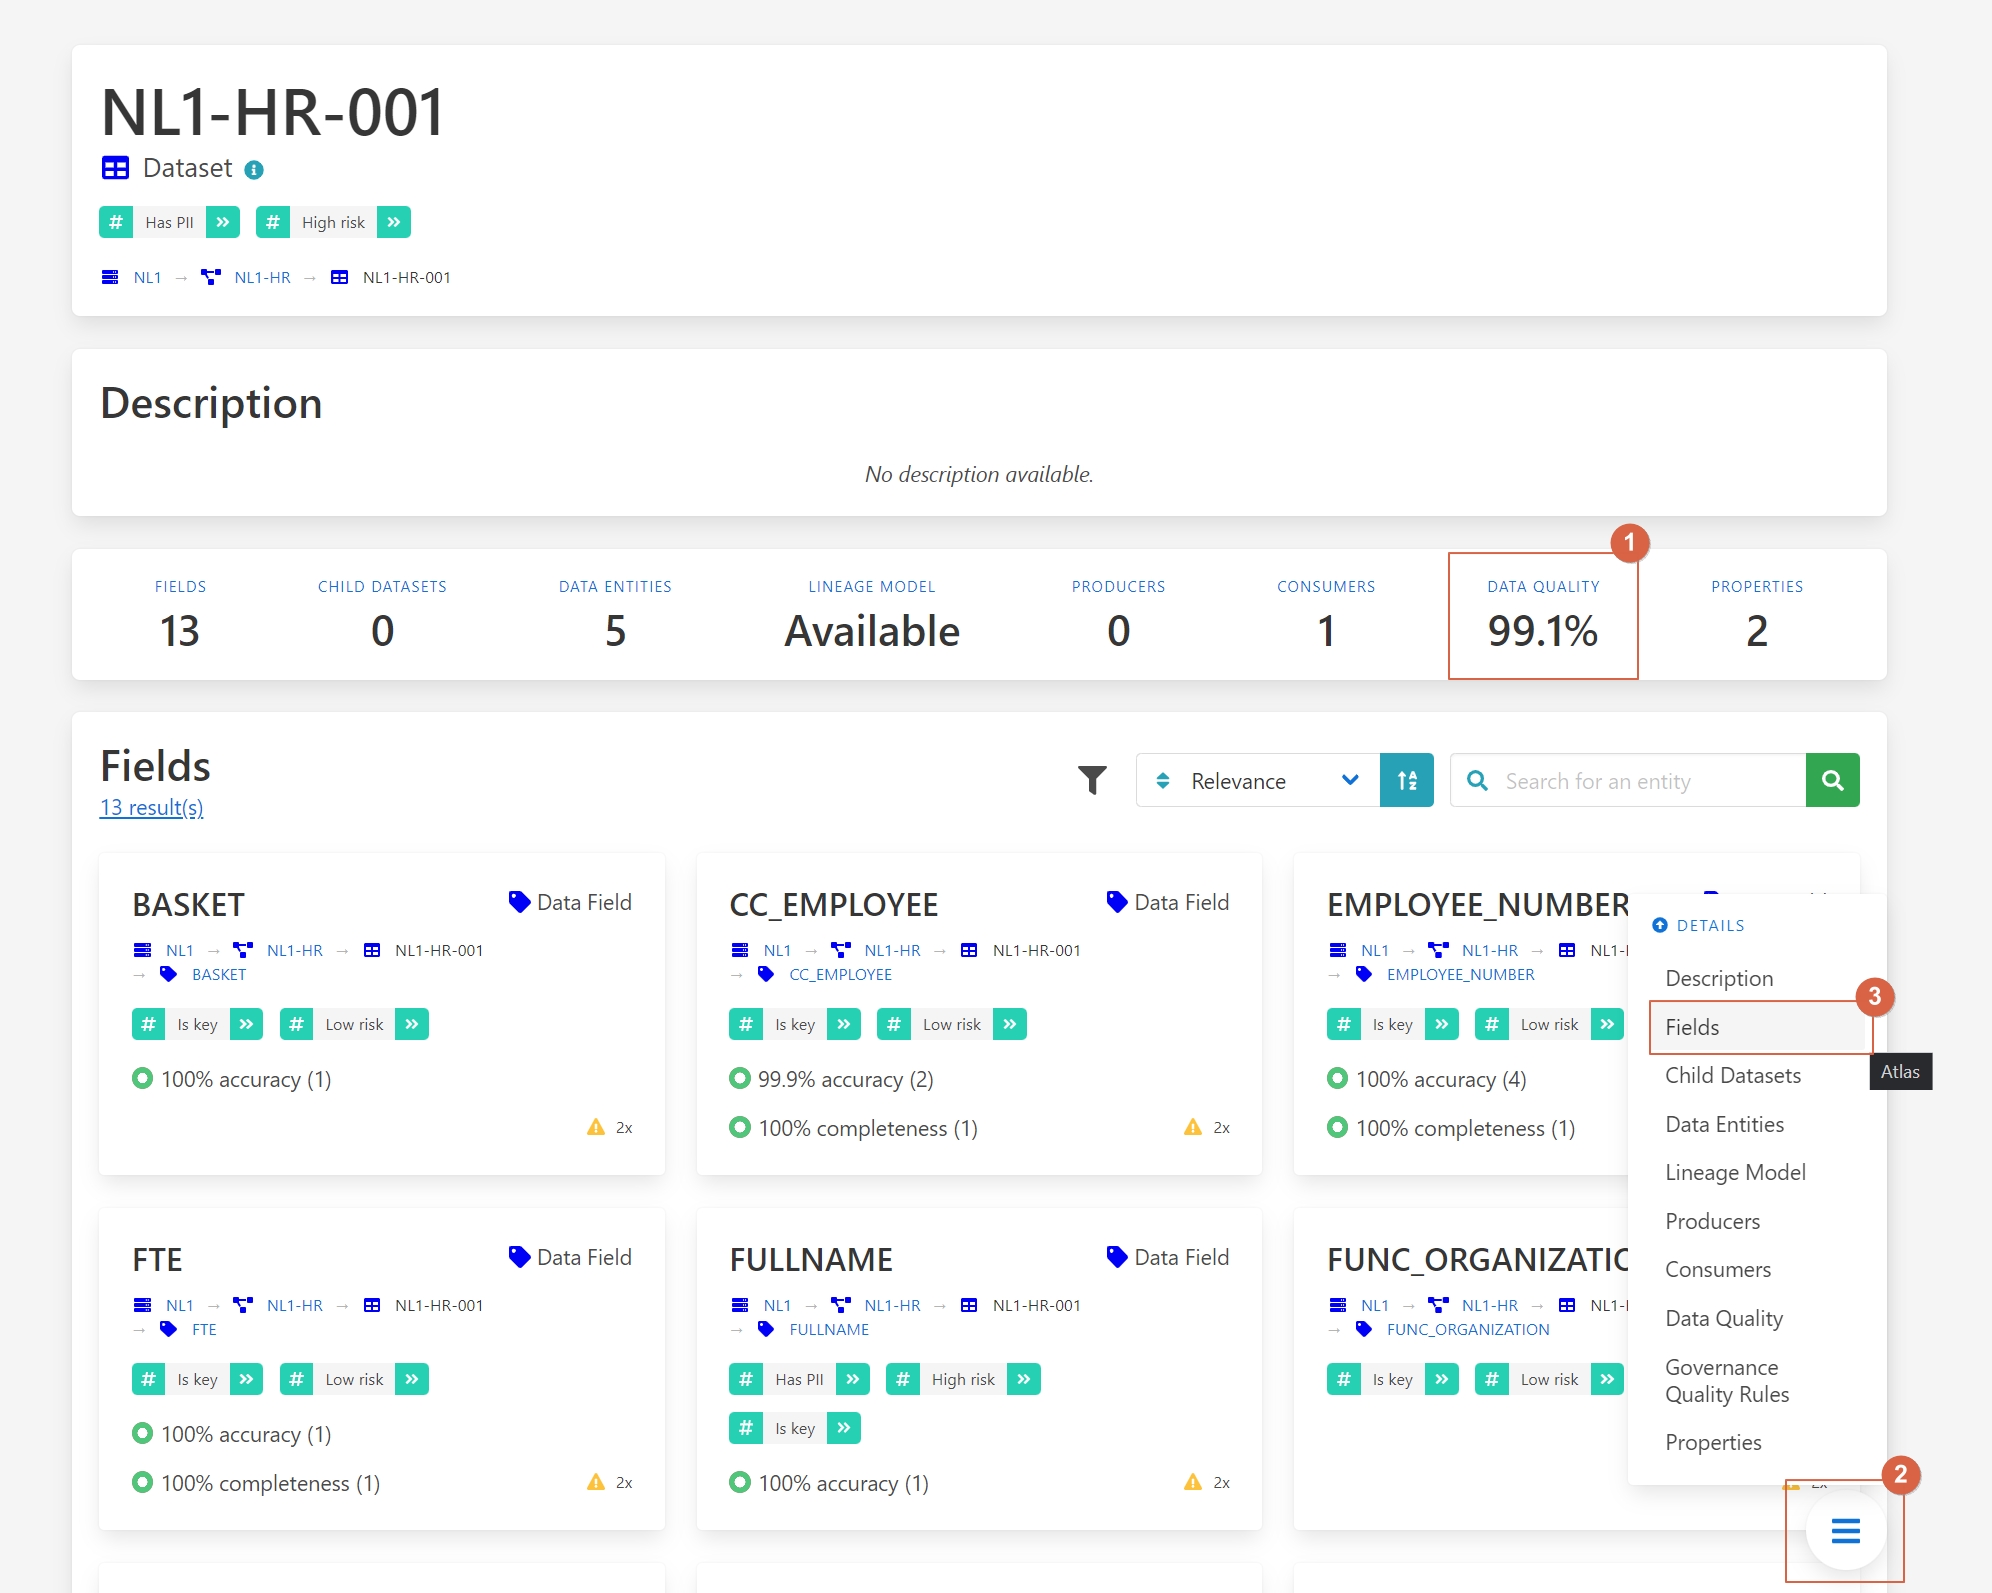 NL1-HR-001
Dataset
# Has PII # High risk
NL1 → NL1-HR → NL1-HR-001
Description
No description available.
1
FIELDS CHILD DATASETS DATA ENTITIES LINEAGE MODEL PRODUCERS CONSUMERS DATA QUALITY PROPERTIES
13 0 5 Available 0 1 99.1% 2
Fields
13 result(s)
Relevance
Search for an entity
BASKET Data Field
NL1 → NL1-HR → NL1-HR-001
→ BASKET
# Is key # Low risk
100% accuracy (1)
2x
CC_EMPLOYEE Data Field
NL1 → NL1-HR → NL1-HR-001
→ CC_EMPLOYEE
# Is key # Low risk
99.9% accuracy (2)
100% completeness (1) 2x
EMPLOYEE_NUMBER
NL1 → NL1-HR → NL1-
→ EMPLOYEE_NUMBER
# Is key # Low risk
100% accuracy (4)
100% completeness (1)
FTE Data Field
NL1 → NL1-HR → NL1-HR-001
→ FTE
# Is key # Low risk
100% accuracy (1)
100% completeness (1) 2x
FULLNAME Data Field
NL1 → NL1-HR → NL1-HR-001
→ FULLNAME
# Has PII # High risk
# Is key
100% accuracy (1) 2x
FUNC_ORGANIZATIO
NL1 → NL1-HR → NL1-
→ FUNC_ORGANIZATION
# Is key # Low risk
DETAILS
Description
3
Fields
Atlas
Child Datasets
Data Entities
Lineage Model
Producers
Consumers
Data Quality
Governance
Quality Rules
Properties
2